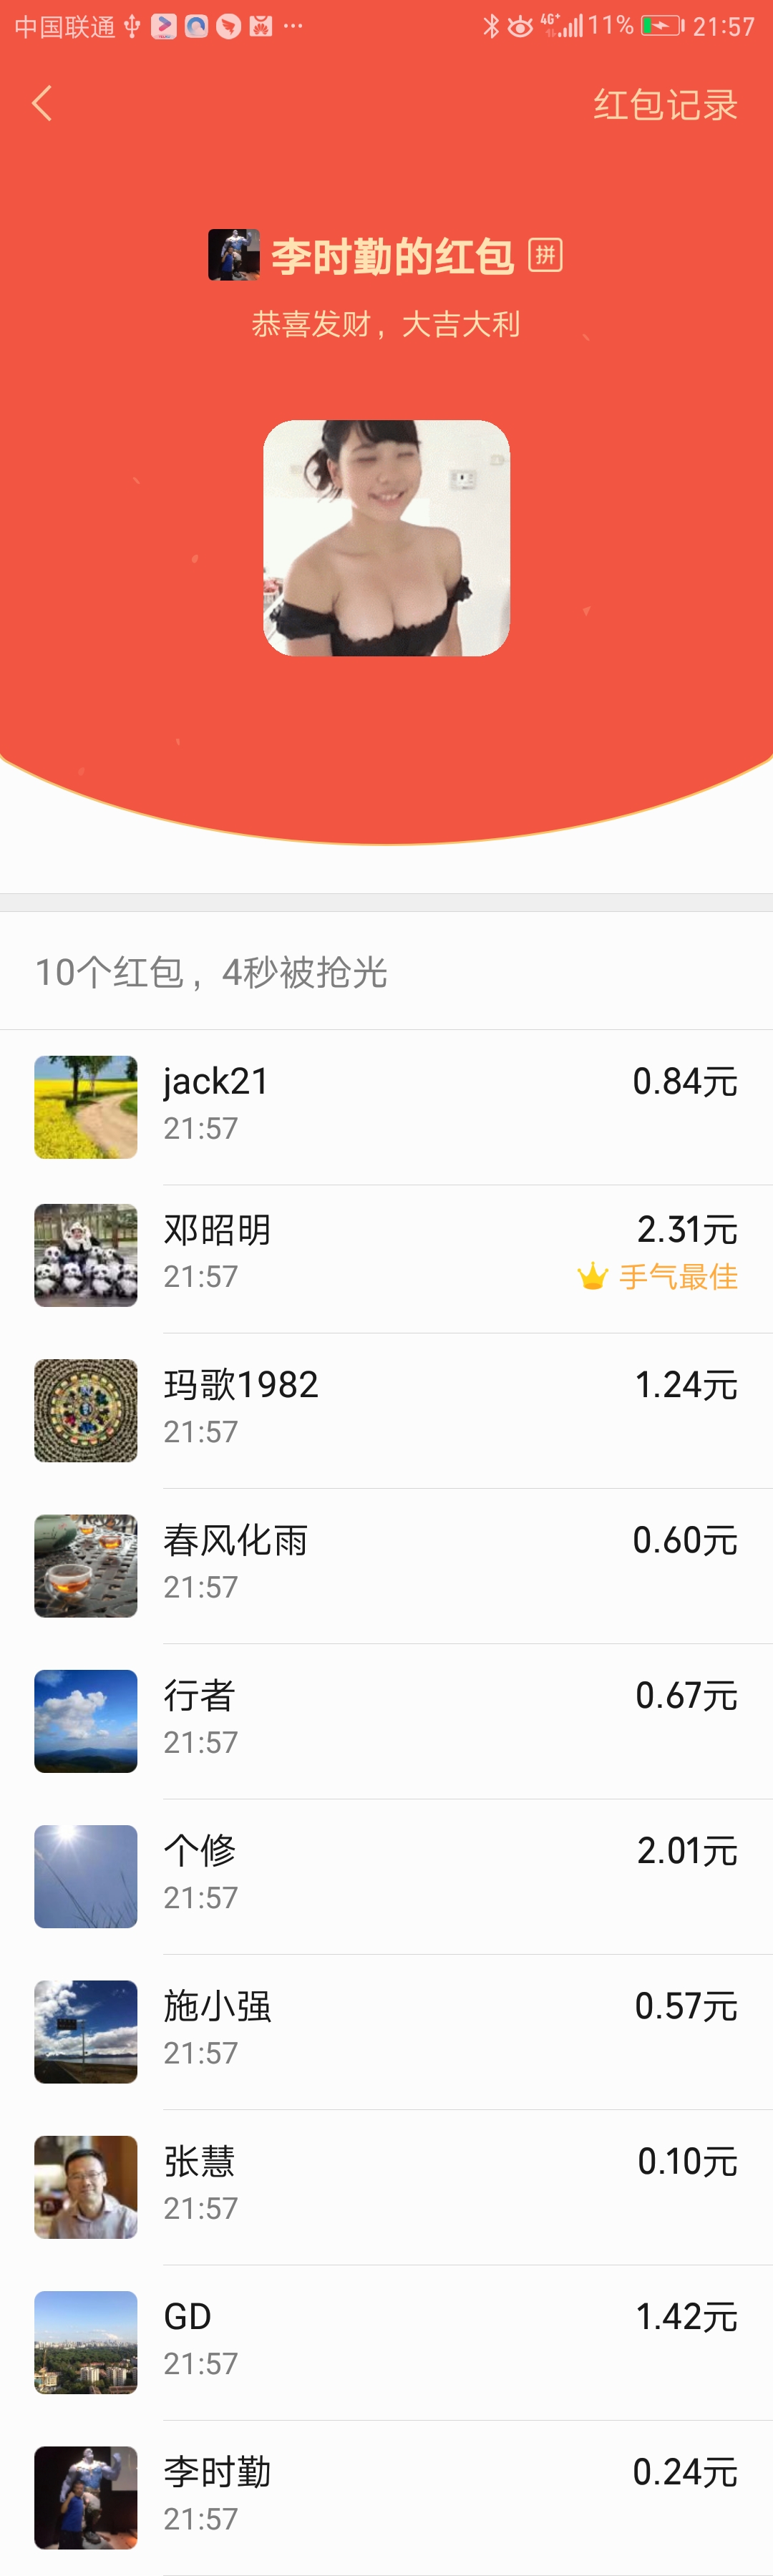 中国联通 4G+ 11% 21:57
红包记录
李时勤的红包 拼
恭喜发财，大吉大利
10个红包，4秒被抢光
jack21 0.84元
21:57
邓昭明 2.31元
21:57 手气最佳
玛歌1982 1.24元
21:57
春风化雨 0.60元
21:57
行者 0.67元
21:57
个修 2.01元
21:57
施小强 0.57元
21:57
张慧 0.10元
21:57
GD 1.42元
21:57
李时勤 0.24元
21:57